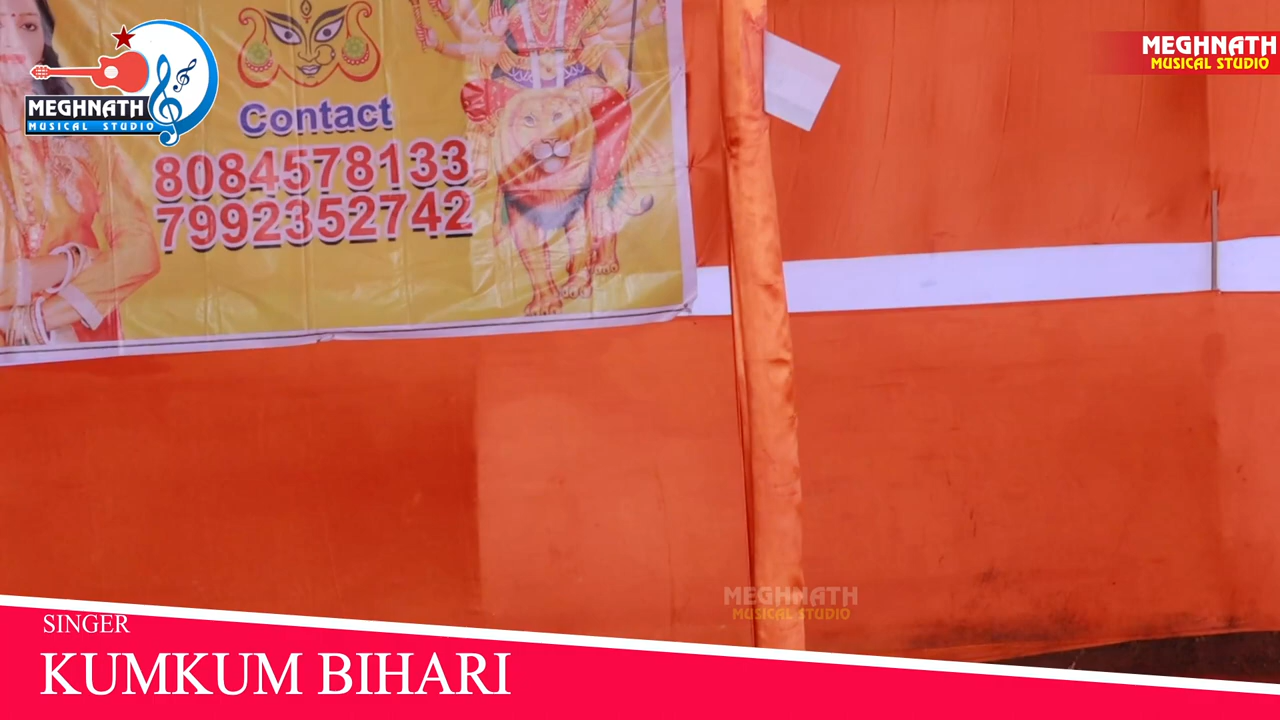 MEGHNATH
MUSICAL STUDIO
MEGHNATH
MUSICAL STUDIO
Contact
8084578133
7992352742
MEGHNATH
MUSICAL STUDIO
SINGER
KUMKUM BIHARI